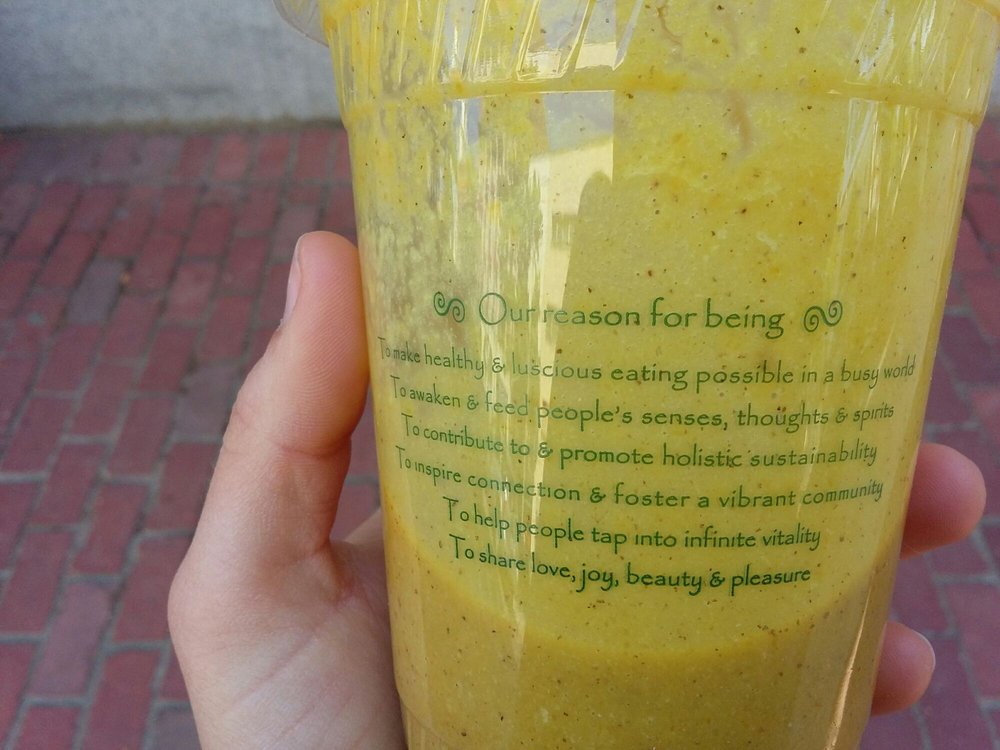 Our reason for being
To make healthy & luscious eating possible in a busy world
To awaken & feed people's senses, thoughts & spirits
To contribute to & promote holistic sustainability
To inspire connection & foster a vibrant community
To help people tap into infinite vitality
To share love, joy, beauty & pleasure